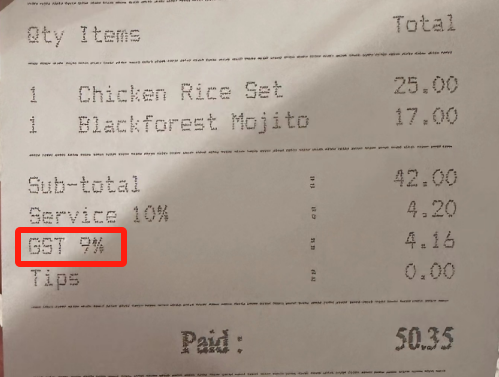 Qty Items Total
1 Chicken Rice Set 25.00
1 Blackforest Mojito 17.00
Sub-total : 42.00
Service 10% : 4.20
GST 9% : 4.16
Tips : 0.00
Paid : 50.35